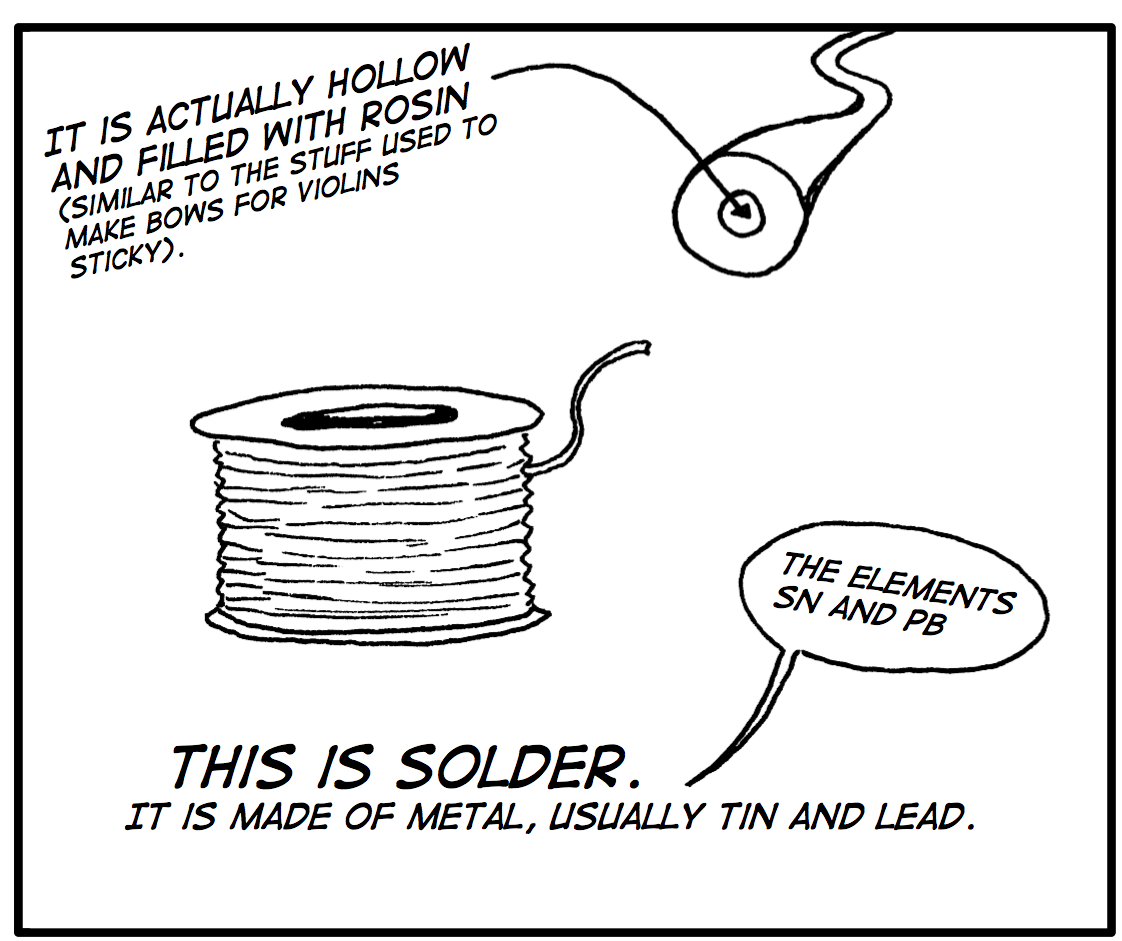 IT IS ACTUALLY HOLLOW
AND FILLED WITH ROSIN
(SIMILAR TO THE STUFF USED TO
MAKE BOWS FOR VIOLINS
STICKY).
THE ELEMENTS
SN AND PB
THIS IS SOLDER.
IT IS MADE OF METAL, USUALLY TIN AND LEAD.